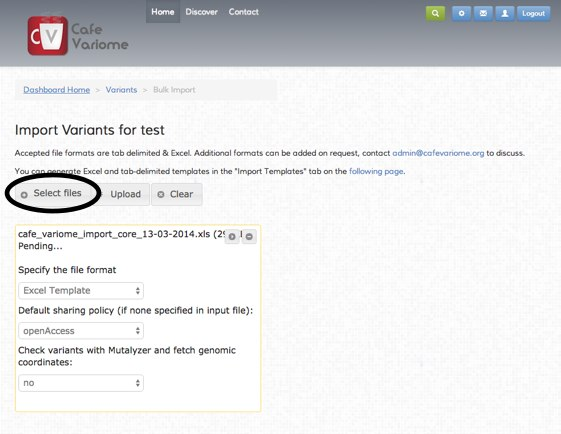 Home Discover Contact
Logout
CV Cafe
Variome
Dashboard Home > Variants > Bulk Import
Import Variants for test
Accepted file formats are tab delimited & Excel. Additional formats can be added on request, contact admin@cafevariome.org to discuss.
You can generate Excel and tab-delimited templates in the "Import Templates" tab on the following page.
Select files Upload Clear
cafe_variome_import_core_13-03-2014.xls
Pending...
Specify the file format
Excel Template
Default sharing policy (if none specified in input file):
openAccess
Check variants with Mutalyzer and fetch genomic
coordinates:
no